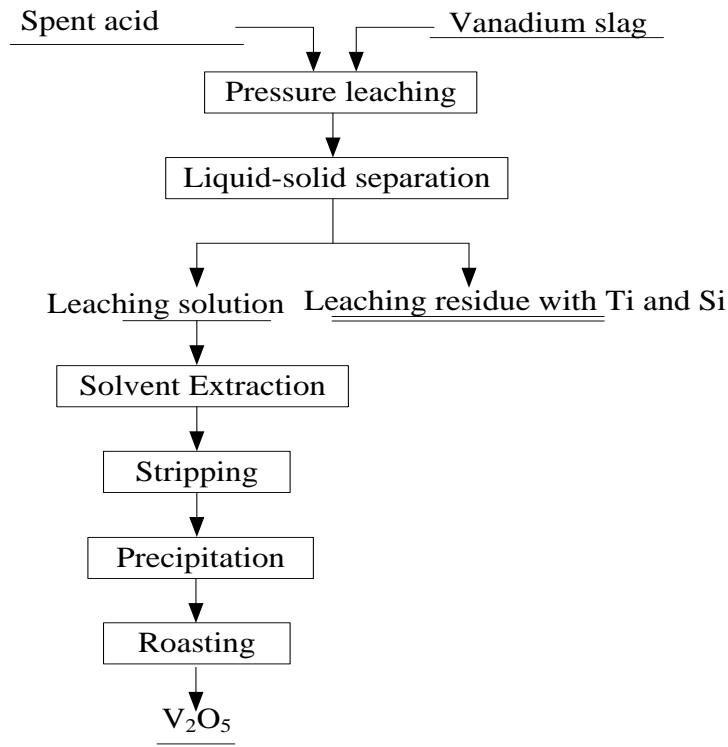 Spent acid
Vanadium slag
Pressure leaching
Liquid-solid separation
Leaching solution
Leaching residue with Ti and Si
Solvent Extraction
Stripping
Precipitation
Roasting
V₂O₅